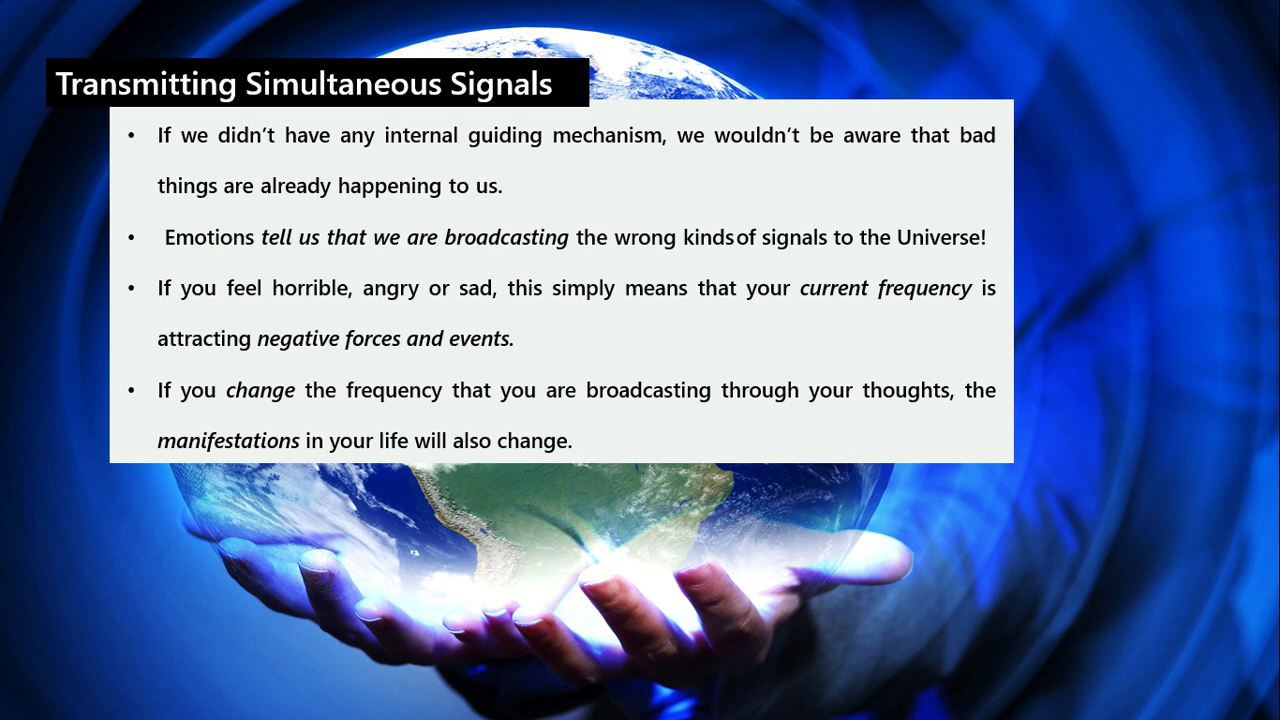 Transmitting Simultaneous Signals
• If we didn’t have any internal guiding mechanism, we wouldn’t be aware that bad
things are already happening to us.
• Emotions tell us that we are broadcasting the wrong kinds of signals to the Universe!
• If you feel horrible, angry or sad, this simply means that your current frequency is
attracting negative forces and events.
• If you change the frequency that you are broadcasting through your thoughts, the
manifestations in your life will also change.